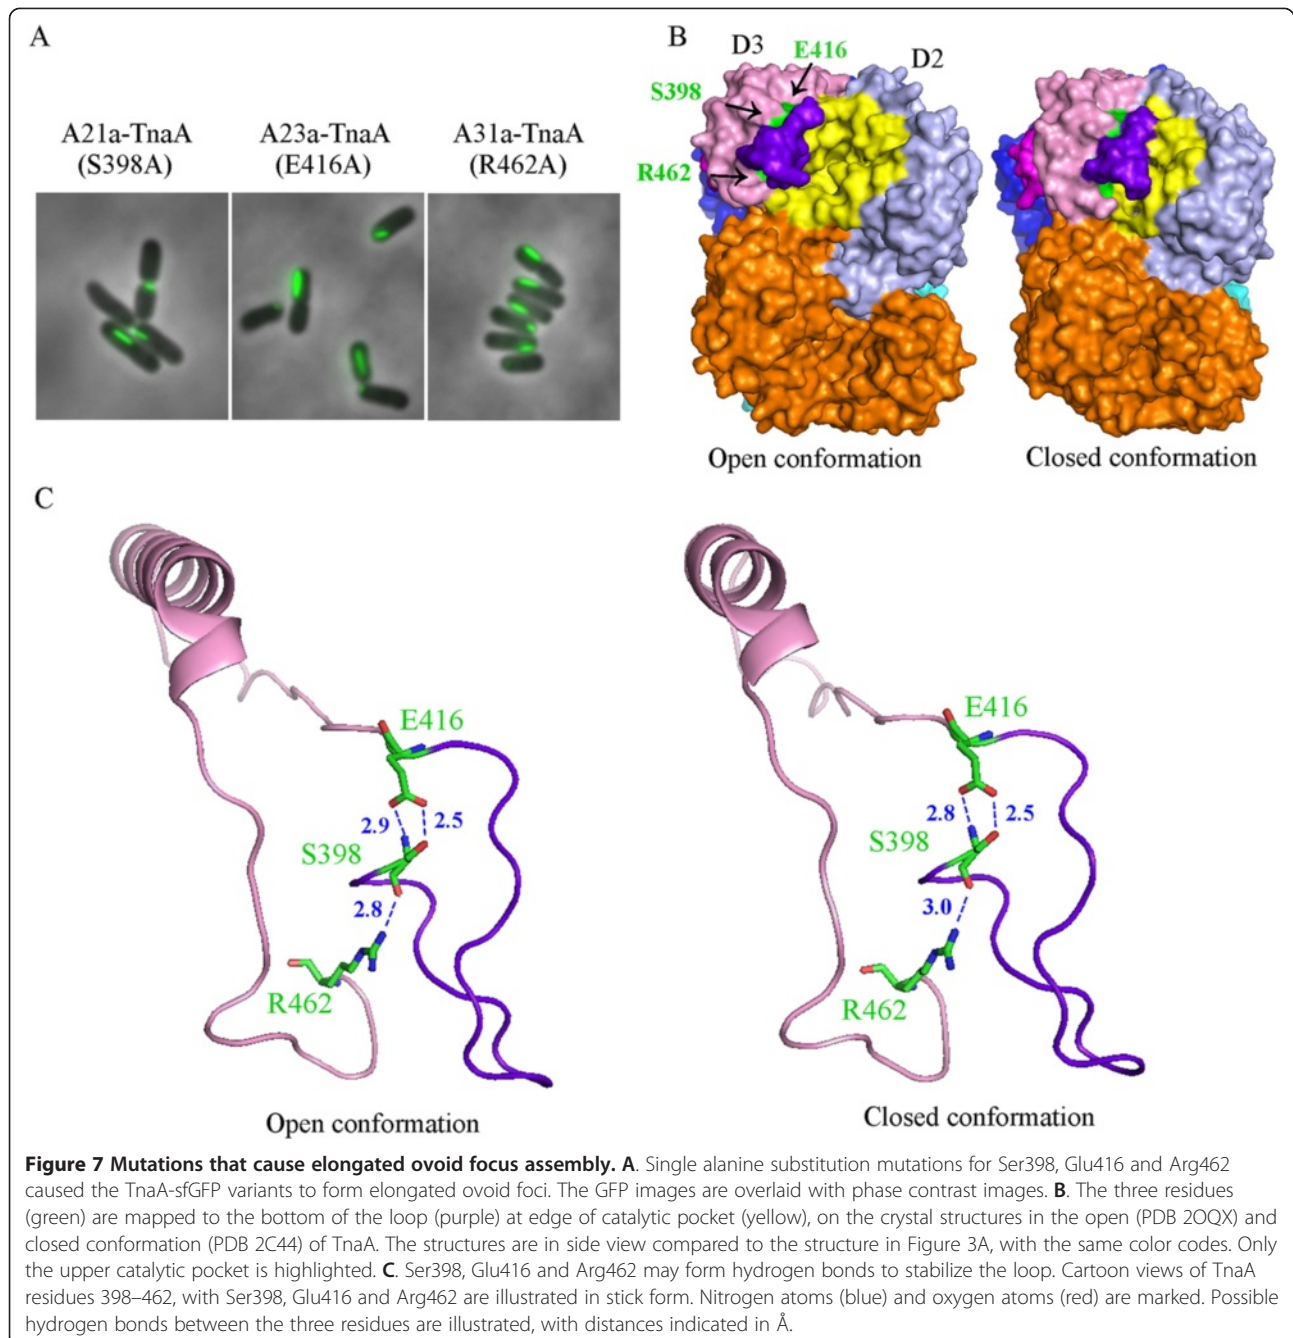 A
A21a-TnaA
(S398A)
A23a-TnaA
(E416A)
A31a-TnaA
(R462A)
B
D3
E416
D2
S398
R462
Open conformation
Closed conformation
C
E416
2.9
2.5
S398
2.8
R462
Open conformation
E416
2.8
2.5
S398
3.0
R462
Closed conformation
Figure 7 Mutations that cause elongated ovoid focus assembly. A. Single alanine substitution mutations for Ser398, Glu416 and Arg462
caused the TnaA-sfGFP variants to form elongated ovoid foci. The GFP images are overlaid with phase contrast images. B. The three residues
(green) are mapped to the bottom of the loop (purple) at edge of catalytic pocket (yellow), on the crystal structures in the open (PDB 2OQX) and
closed conformation (PDB 2C44) of TnaA. The structures are in side view compared to the structure in Figure 3A, with the same color codes. Only
the upper catalytic pocket is highlighted. C. Ser398, Glu416 and Arg462 may form hydrogen bonds to stabilize the loop. Cartoon views of TnaA
residues 398–462, with Ser398, Glu416 and Arg462 are illustrated in stick form. Nitrogen atoms (blue) and oxygen atoms (red) are marked. Possible
hydrogen bonds between the three residues are illustrated, with distances indicated in Å.